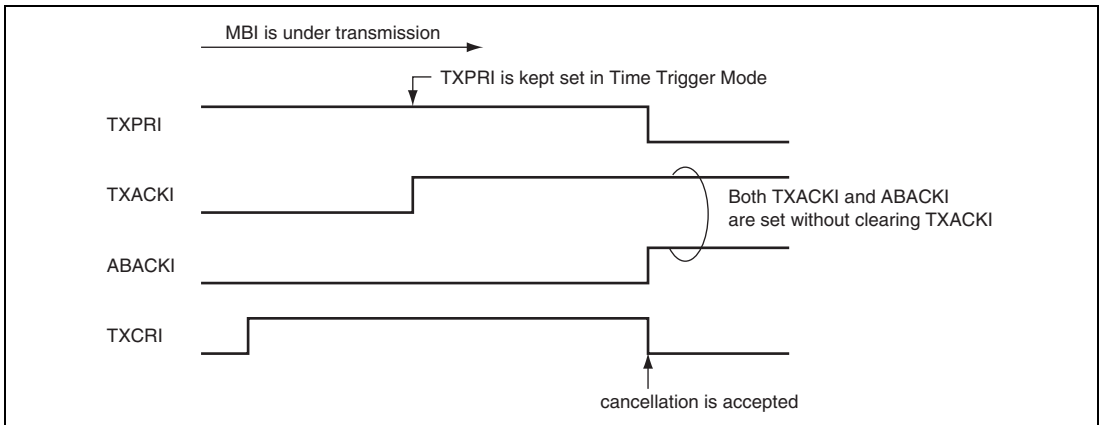 MBI is under transmission
TXPRI is kept set in Time Trigger Mode
TXPRI
TXACKI
Both TXACKI and ABACKI
are set without clearing TXACKI
ABACKI
TXCRI
cancellation is accepted